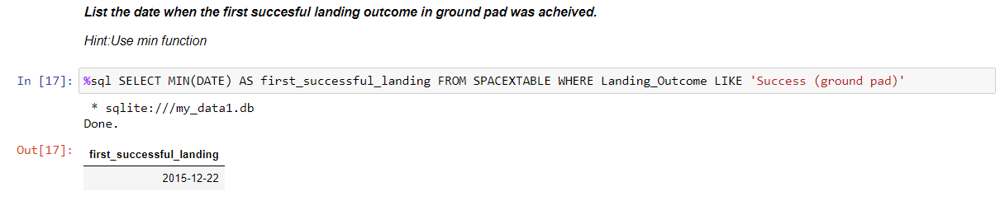 List the date when the first succesful landing outcome in ground pad was acheived.
Hint:Use min function
In [17]: %sql SELECT MIN(DATE) AS first_successful_landing FROM SPACEXTABLE WHERE Landing_Outcome LIKE 'Success (ground pad)'
* sqlite:///my_data1.db
Done.
Out[17]: first_successful_landing
2015-12-22